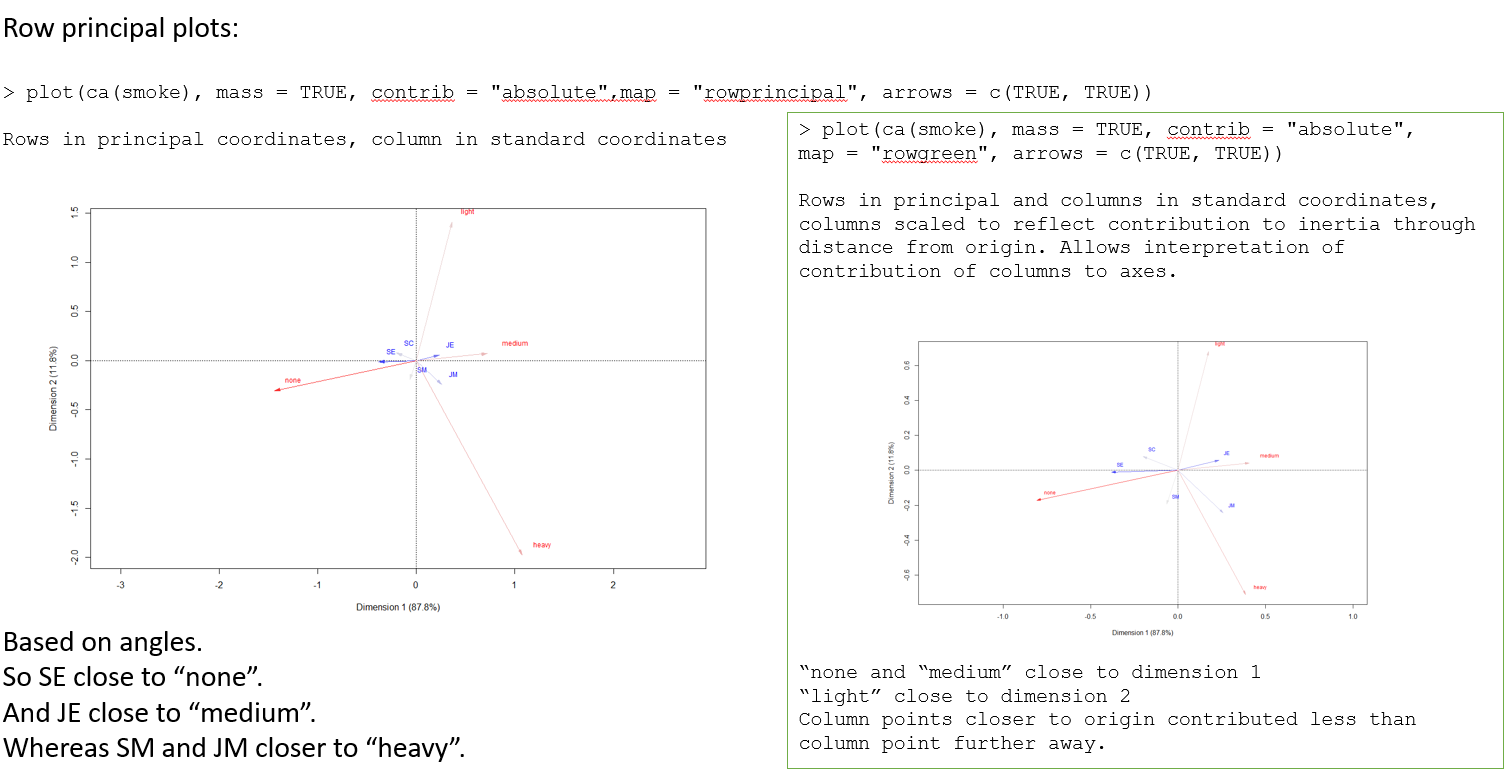 Row principal plots:
> plot(ca(smoke), mass = TRUE, contrib = "absolute",map = "rowprincipal", arrows = c(TRUE, TRUE))
Rows in principal coordinates, column in standard coordinates
1.5
1.0
0.5
0.0
-0.5
-1.0
-1.5
-2.0
Dimension 2 (11.8%)
light
SC
SE
JE
medium
SM
JM
none
heavy
-3 -2 -1 0 1 2
Dimension 1 (87.8%)
Based on angles.
So SE close to “none”.
And JE close to “medium”.
Whereas SM and JM closer to “heavy”.
> plot(ca(smoke), mass = TRUE, contrib = "absolute",
map = "rowgreen", arrows = c(TRUE, TRUE))
Rows in principal and columns in standard coordinates,
columns scaled to reflect contribution to inertia through
distance from origin. Allows interpretation of
contribution of columns to axes.
0.6
0.4
0.2
0.0
-0.2
-0.4
-0.6
Dimension 2 (11.8%)
light
SC
JE
medium
SE
none
SM
JM
heavy
-1.0 -0.5 0.0 0.5 1.0
Dimension 1 (87.8%)
“none and “medium” close to dimension 1
“light” close to dimension 2
Column points closer to origin contributed less than
column point further away.